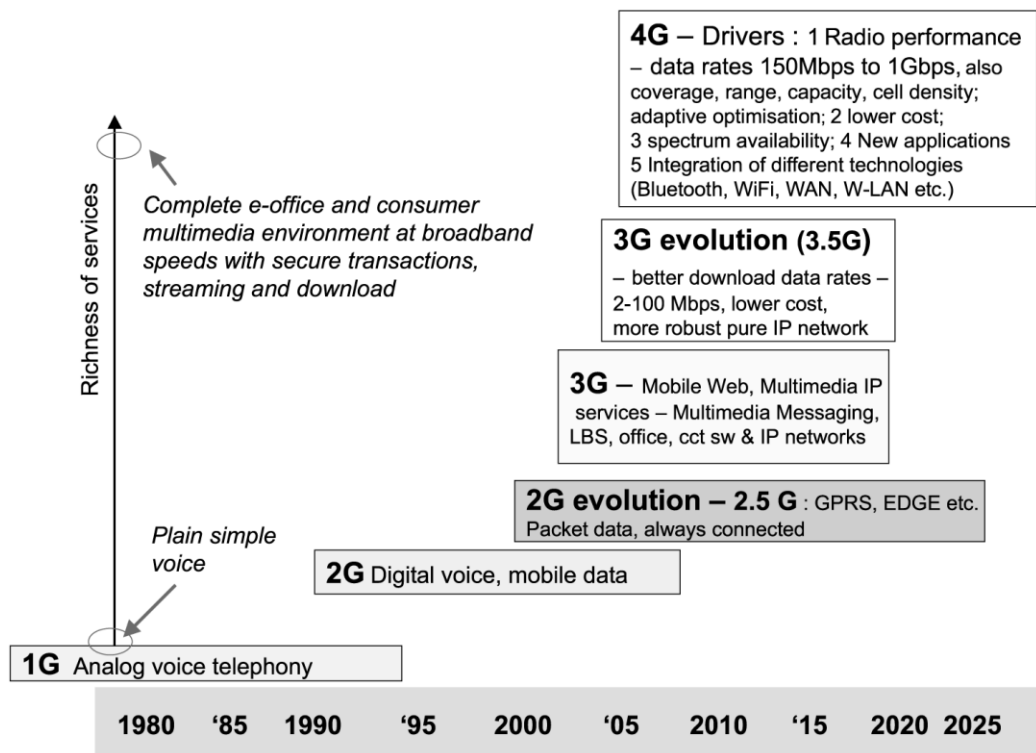 4G – Drivers : 1 Radio performance
– data rates 150Mbps to 1Gbps, also
coverage, range, capacity, cell density;
adaptive optimisation; 2 lower cost;
3 spectrum availability; 4 New applications
5 Integration of different technologies
(Bluetooth, WiFi, WAN, W-LAN etc.)
Richness of services
Complete e-office and consumer
multimedia environment at broadband
speeds with secure transactions,
streaming and download
3G evolution (3.5G)
– better download data rates –
2-100 Mbps, lower cost,
more robust pure IP network
3G – Mobile Web, Multimedia IP
services – Multimedia Messaging,
LBS, office, cct sw & IP networks
2G evolution – 2.5 G : GPRS, EDGE etc.
Packet data, always connected
Plain simple
voice
2G Digital voice, mobile data
1G Analog voice telephony
1980 ‘85 1990 ‘95 2000 ‘05 2010 ‘15 2020 2025